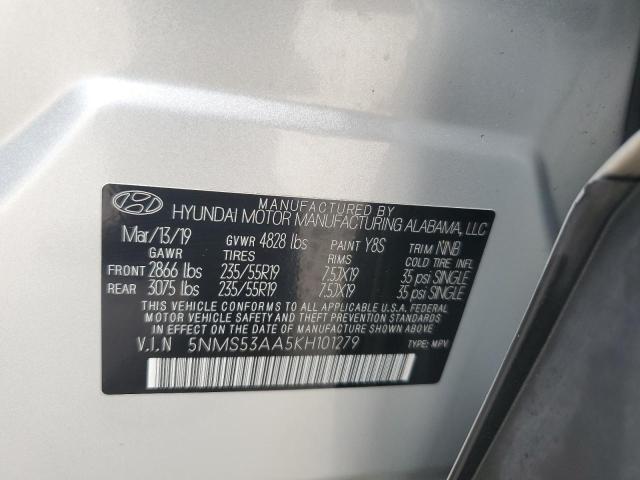 MANUFACTURED BY
HYUNDAI MOTOR MANUFACTURING ALABAMA, LLC
Mar/13/19 GVWR 4828 lbs PAINT Y8S TRIM NNB
GAWR TIRES RIMS COLD TIRE INFL
FRONT 2866 lbs 235/55R19 7.5JX19 35 psi SINGLE
REAR 3075 lbs 235/55R19 7.5JX19 35 psi SINGLE
THIS VEHICLE CONFORMS TO ALL APPLICABLE U.S. FEDERAL
MOTOR VEHICLE SAFETY, BUMPER, AND THEFT PREVENTION STANDARDS
IN EFFECT ON THE DATE OF MANUFACTURE SHOWN ABOVE.
V.I.N 5NMS53AA5KH101279 TYPE: MPV